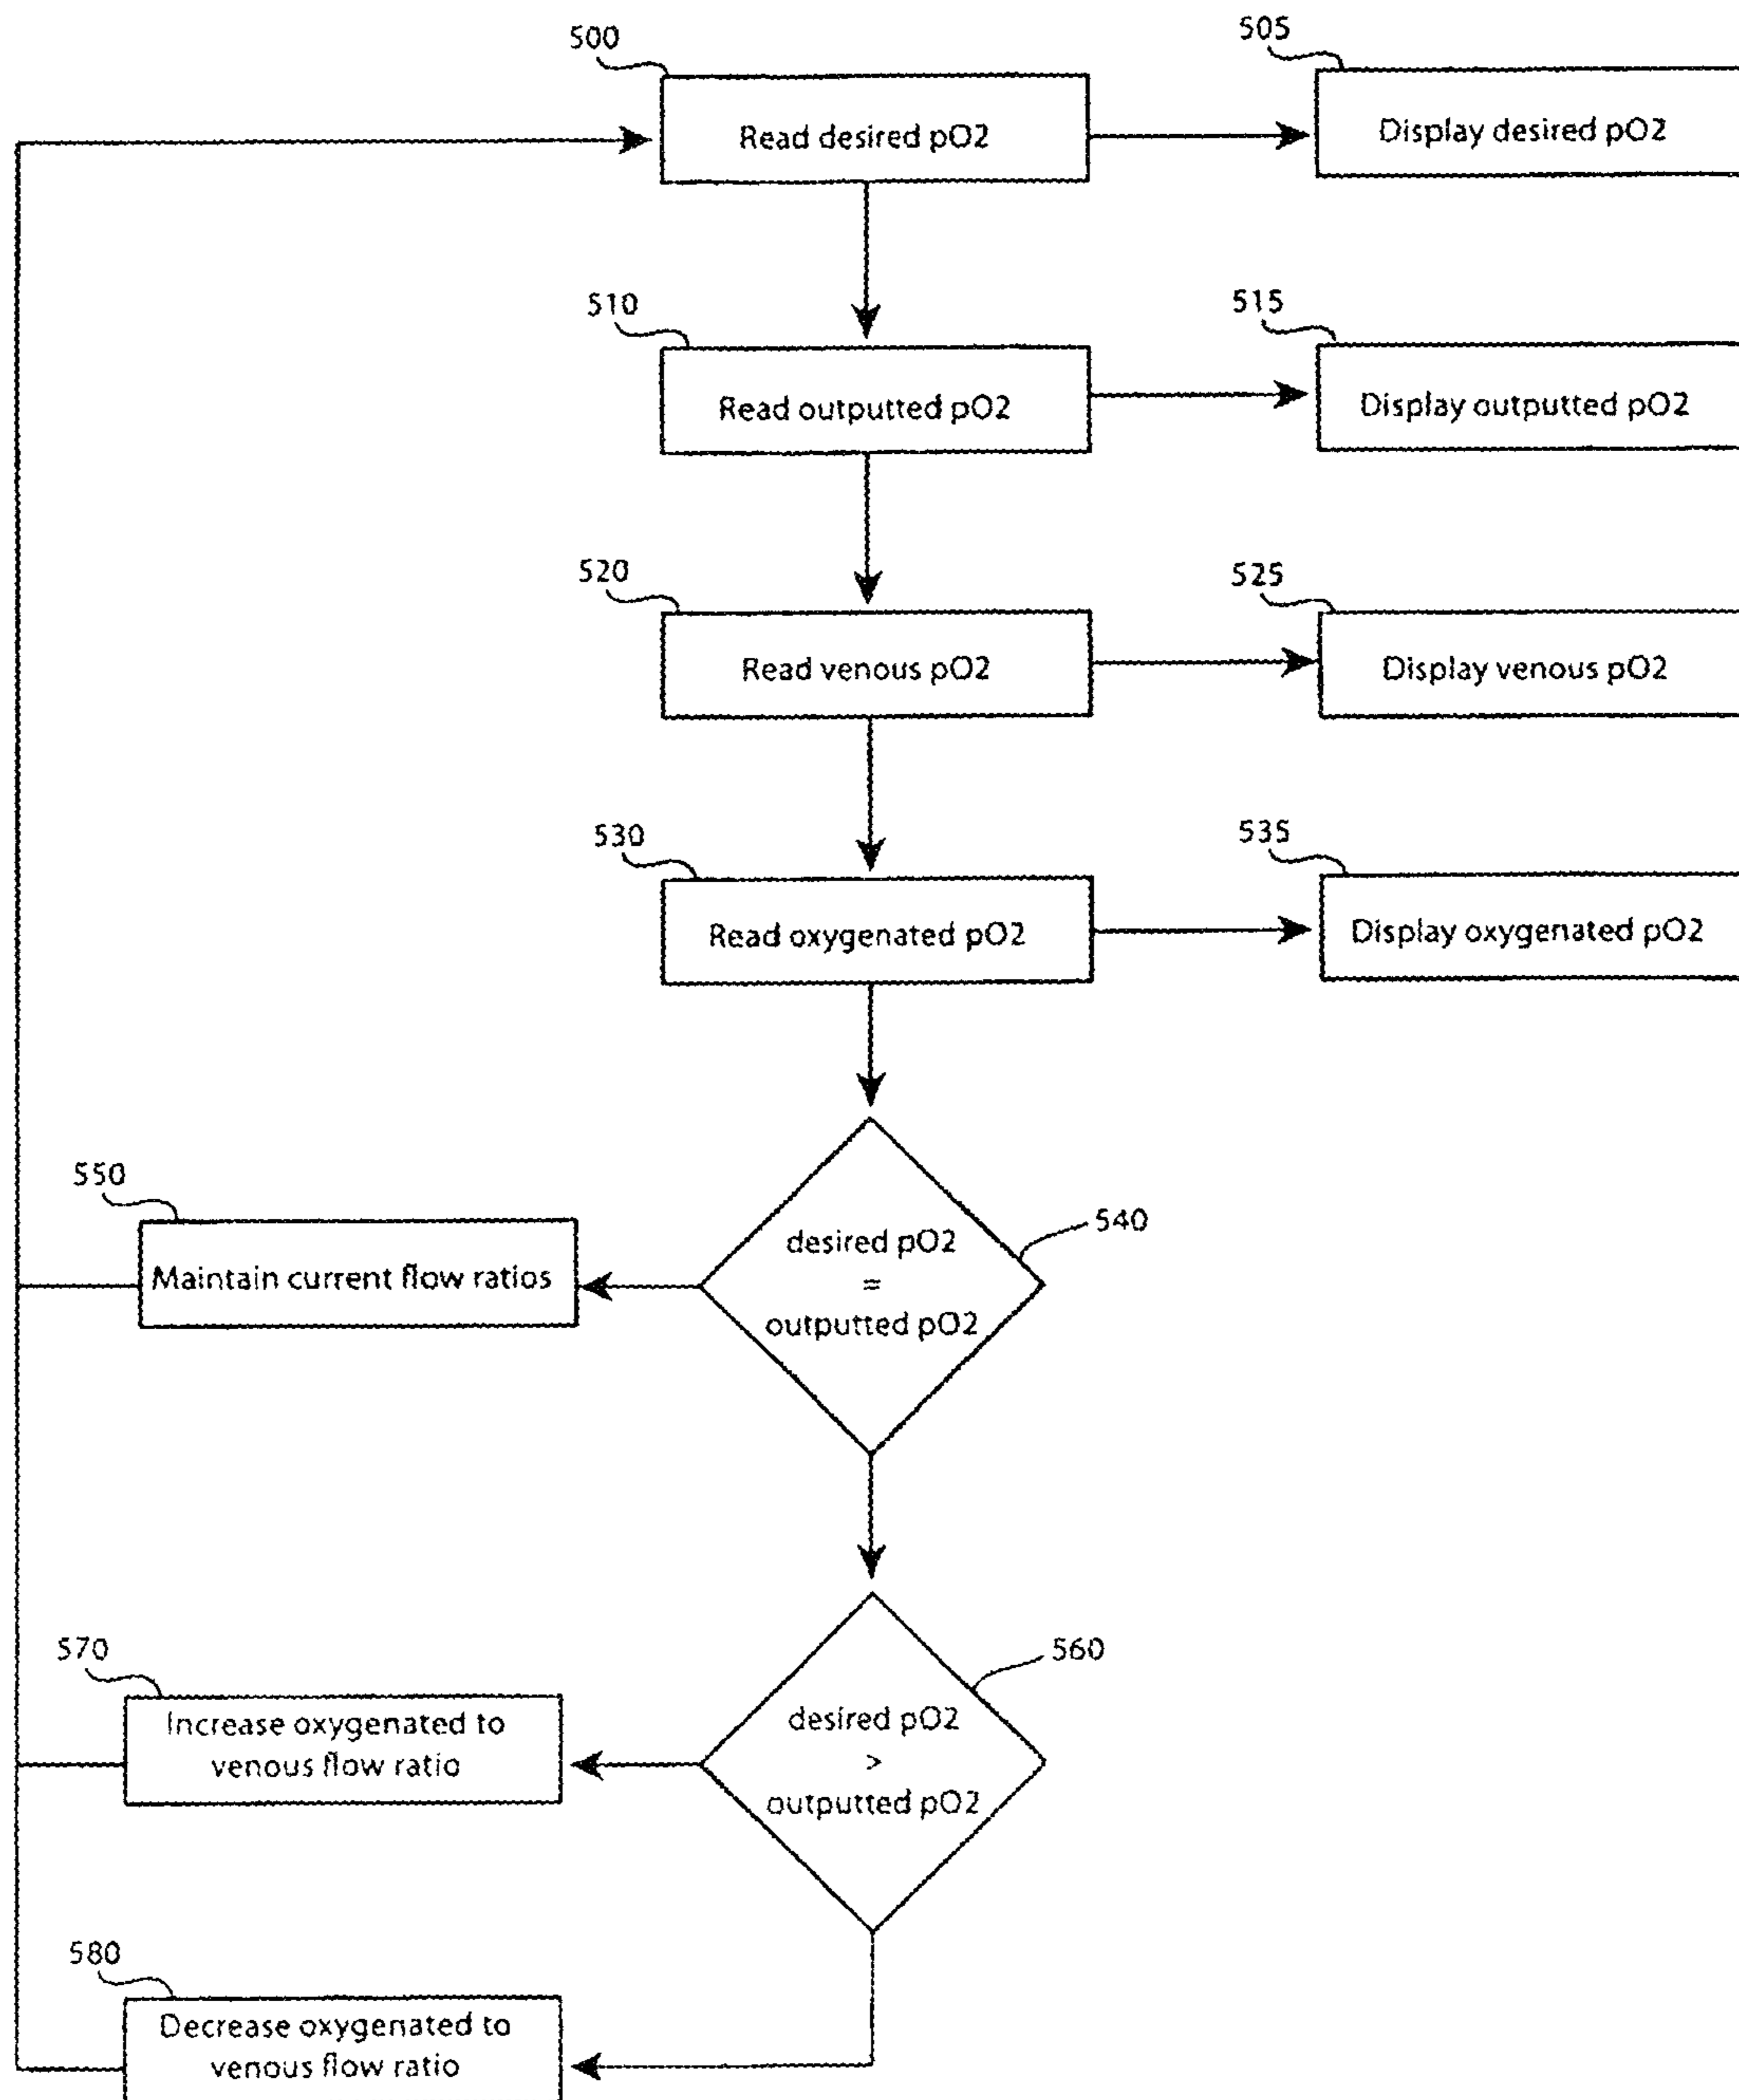 500
505
Read desired pO2
Display desired pO2
510
515
Read outputted pO2
Display outputted pO2
520
525
Read venous pO2
Display venous pO2
530
535
Read oxygenated pO2
Display oxygenated pO2
550
540
Maintain current flow ratios
desired pO2
=
outputted pO2
570
560
Increase oxygenated to
venous flow ratio
desired pO2
>
outputted pO2
580
Decrease oxygenated to
venous flow ratio